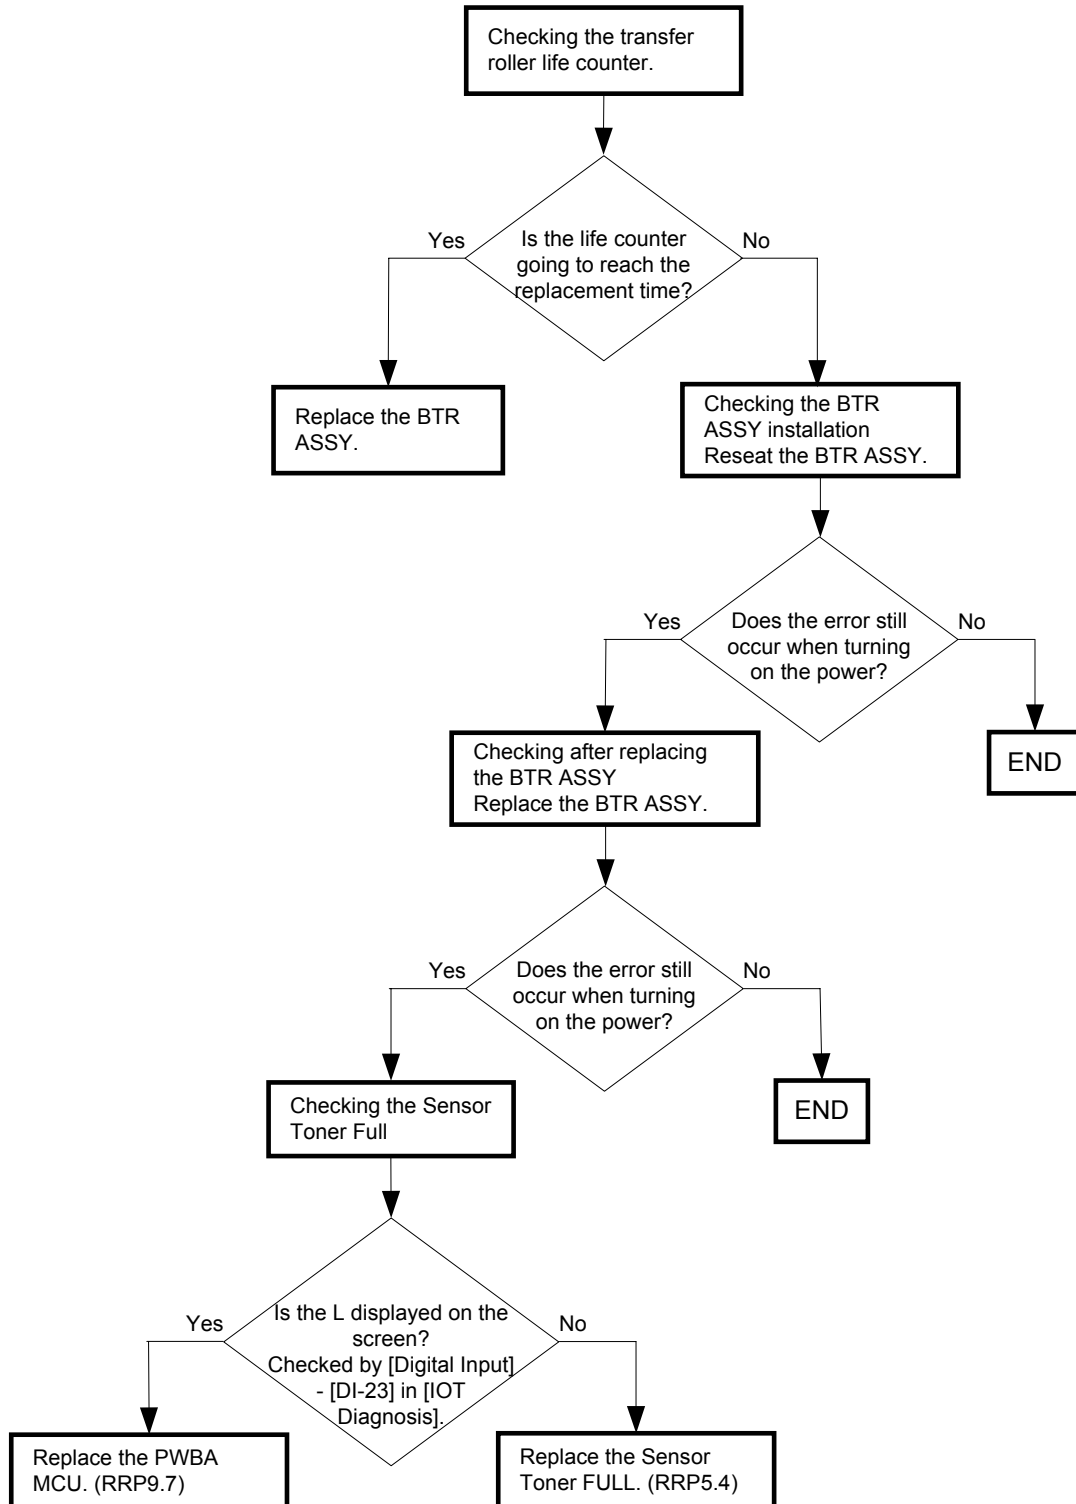 Checking the transfer
roller life counter.
Yes
Is the life counter
going to reach the
replacement time?
No
Replace the BTR
ASSY.
Checking the BTR
ASSY installation
Reseat the BTR ASSY.
Yes
Does the error still
occur when turning
on the power?
No
Checking after replacing
the BTR ASSY
Replace the BTR ASSY.
END
Yes
Does the error still
occur when turning
on the power?
No
Checking the Sensor
Toner Full
END
Yes
Is the L displayed on the
screen?
Checked by [Digital Input]
- [DI-23] in [IOT
Diagnosis].
No
Replace the PWBA
MCU. (RRP9.7)
Replace the Sensor
Toner FULL. (RRP5.4)